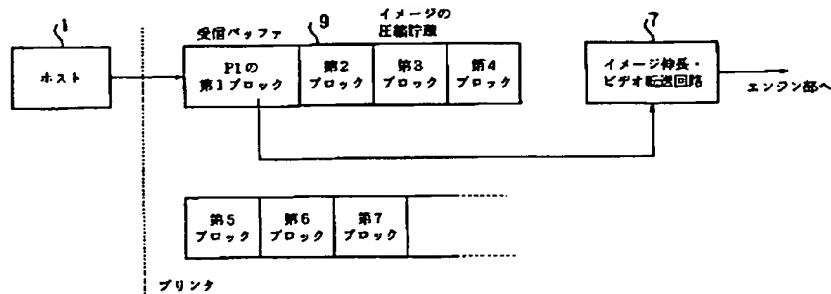 1
ホスト
受信バッファ
9
イメージの
圧縮貯蔵
P1の
第1ブロック
第2
ブロック
第3
ブロック
第4
ブロック
7
イメージ伸長・
ビデオ転送回路
エンジン部へ
第5
ブロック
第6
ブロック
第7
ブロック
プリンタ